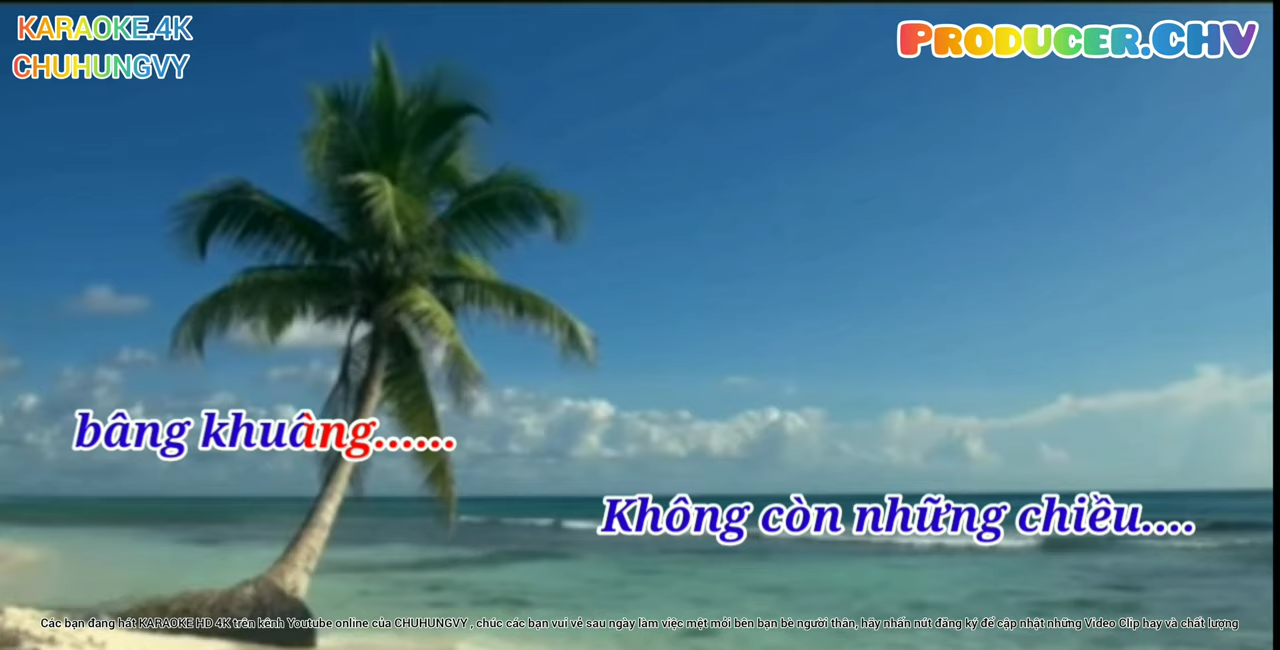 KARAOKE.4K
CHUHUNGVY
PRODUCER.CHV
bâng khuâng......
Không còn những chiều....
Các bạn đang hát KARAOKE HD 4K trên kênh Youtube online của CHUHUNGVY , chúc các bạn vui vẻ sau ngày làm việc mệt mỏi bên bạn bè người thân, hãy nhấn nút đăng ký để cập nhật những Video Clip hay và chất lượng